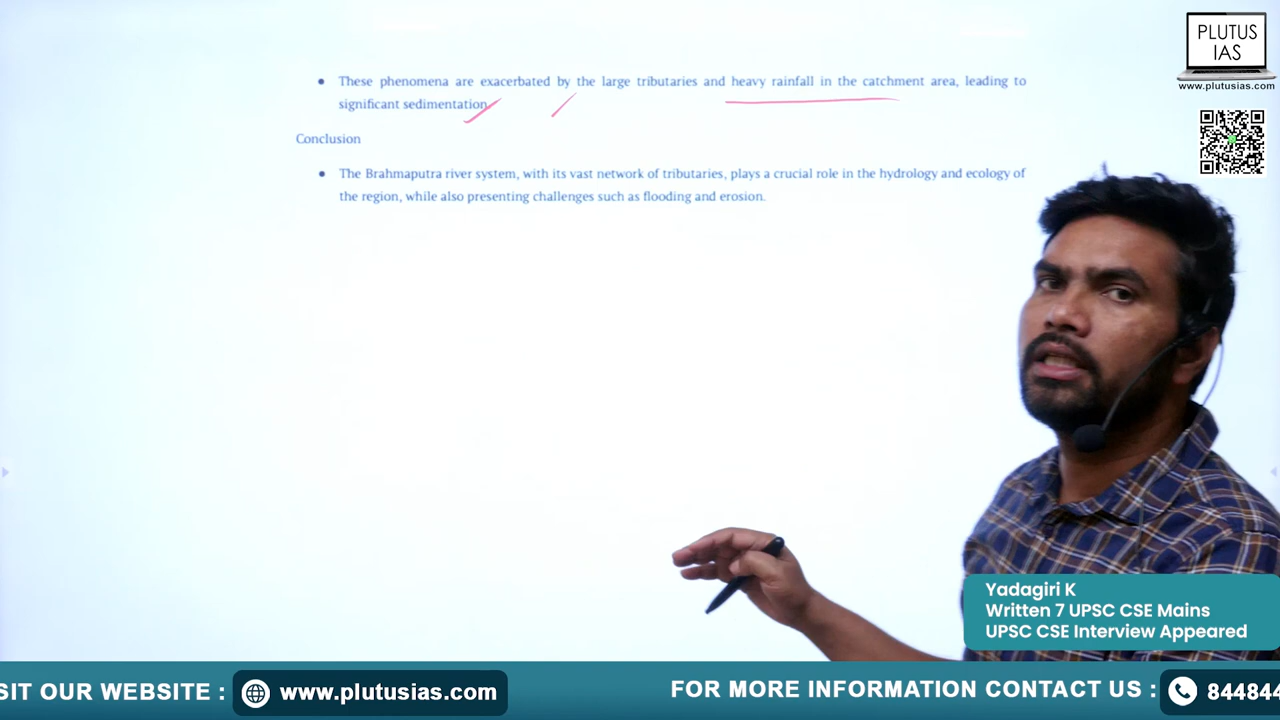 PLUTUS
IAS
www.plutusias.com
• These phenomena are exacerbated by the large tributaries and heavy rainfall in the catchment area, leading to
significant sedimentation.
Conclusion
• The Brahmaputra river system, with its vast network of tributaries, plays a crucial role in the hydrology and ecology of
the region, while also presenting challenges such as flooding and erosion.
Yadagiri K
Written 7 UPSC CSE Mains
UPSC CSE Interview Appeared
SIT OUR WEBSITE : www.plutusias.com FOR MORE INFORMATION CONTACT US : 84484